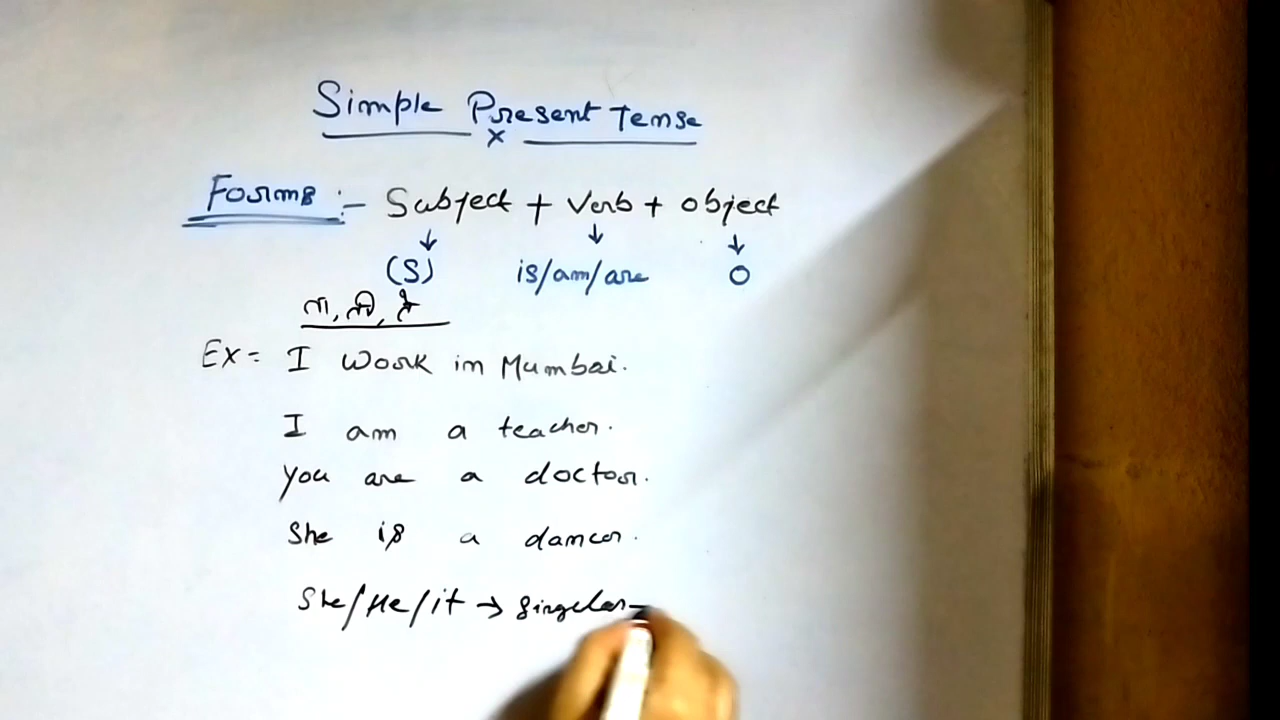 Simple Present Tense
x
Forms :- Subject + Verb + object
↓ ↓ ↓
(S) is/am/are O
ता, ती, ते
Ex = I work in Mumbai.
I am a teacher.
You are a doctor.
She is a dancer.
She/He/it → Singular